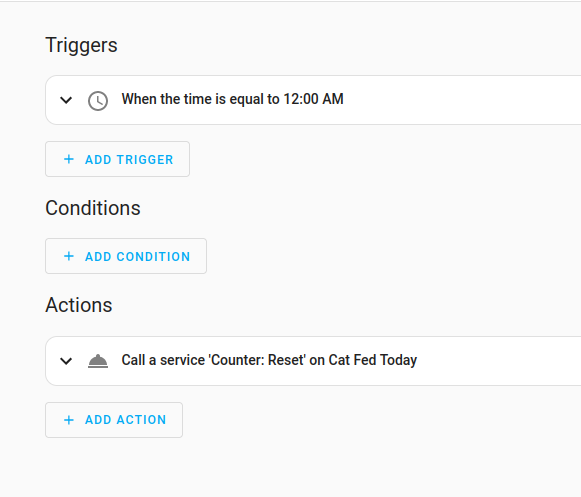 Triggers
When the time is equal to 12:00 AM
+ ADD TRIGGER
Conditions
+ ADD CONDITION
Actions
Call a service 'Counter: Reset' on Cat Fed Today
+ ADD ACTION